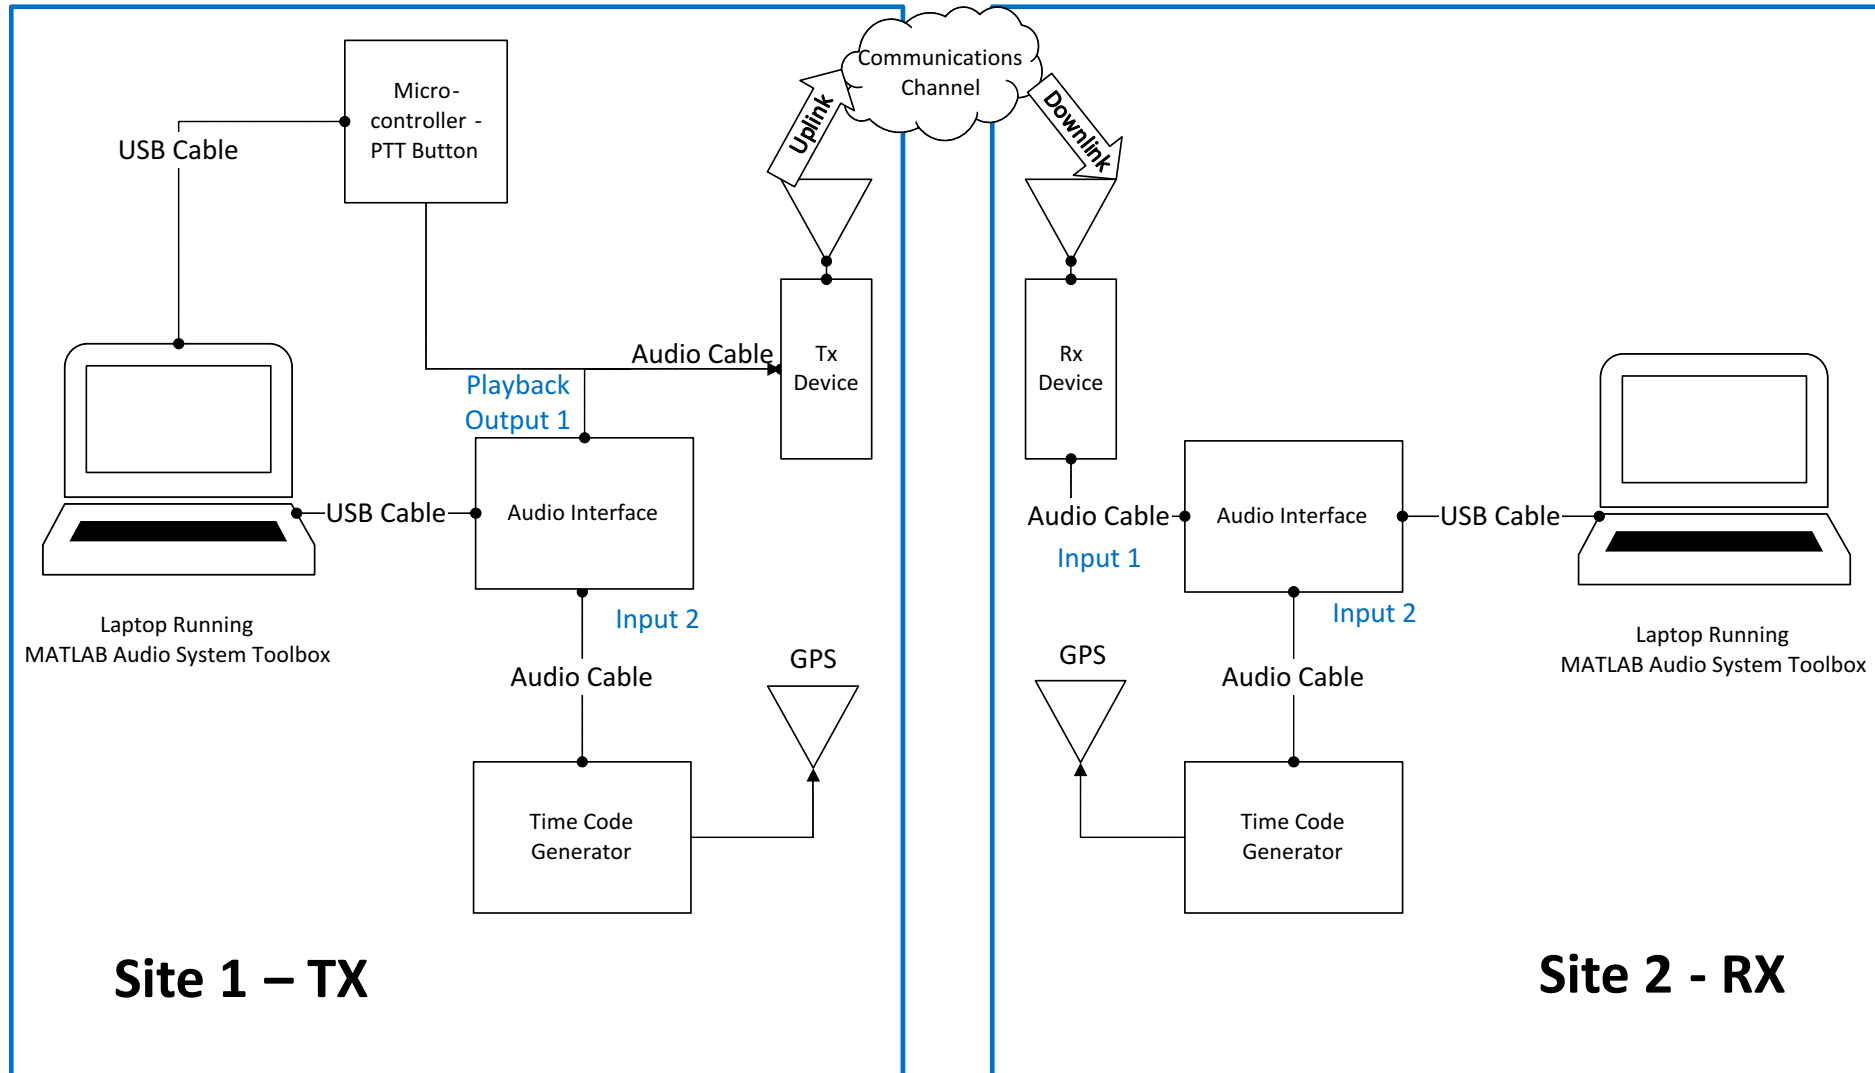 Communications
Channel
Uplink
Downlink
Micro-
controller -
PTT Button
USB Cable
Audio Cable
Tx
Device
Playback
Output 1
USB Cable
Audio Interface
Input 2
Laptop Running
MATLAB Audio System Toolbox
Audio Cable
GPS
Time Code
Generator
Site 1 – TX
Rx
Device
Audio Cable
Input 1
Audio Interface
USB Cable
Input 2
Laptop Running
MATLAB Audio System Toolbox
GPS
Audio Cable
Time Code
Generator
Site 2 - RX